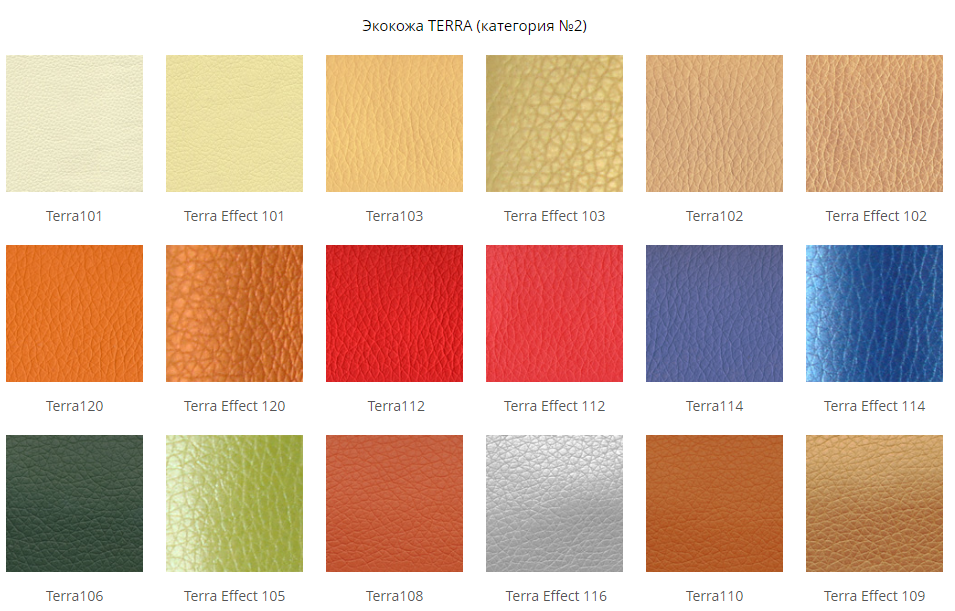 Экокожа TERRA (категория №2)
Terra101 Terra Effect 101 Terra103 Terra Effect 103 Terra102 Terra Effect 102
Terra120 Terra Effect 120 Terra112 Terra Effect 112 Terra114 Terra Effect 114
Terra106 Terra Effect 105 Terra108 Terra Effect 116 Terra110 Terra Effect 109